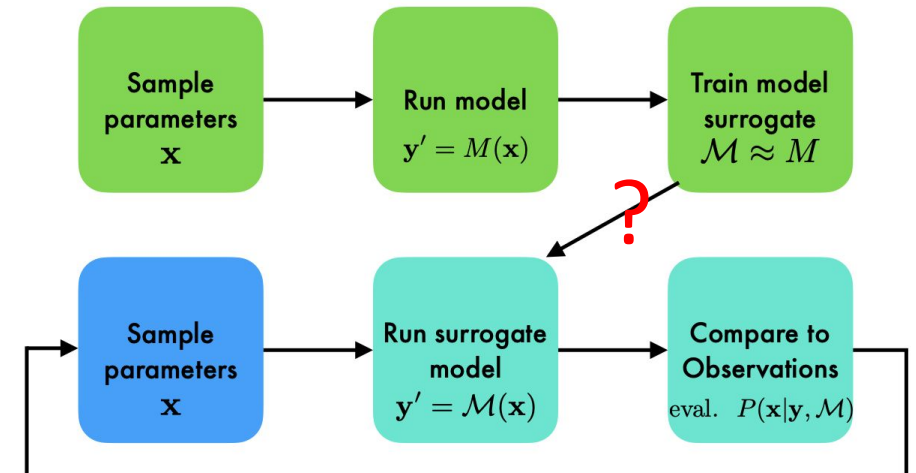 Sample
parameters
x
Run model
y′ = M(x)
Train model
surrogate
ℳ ≈ M
?
Sample
parameters
x
Run surrogate
model
y′ = ℳ(x)
Compare to
Observations
eval. P(x|y, ℳ)